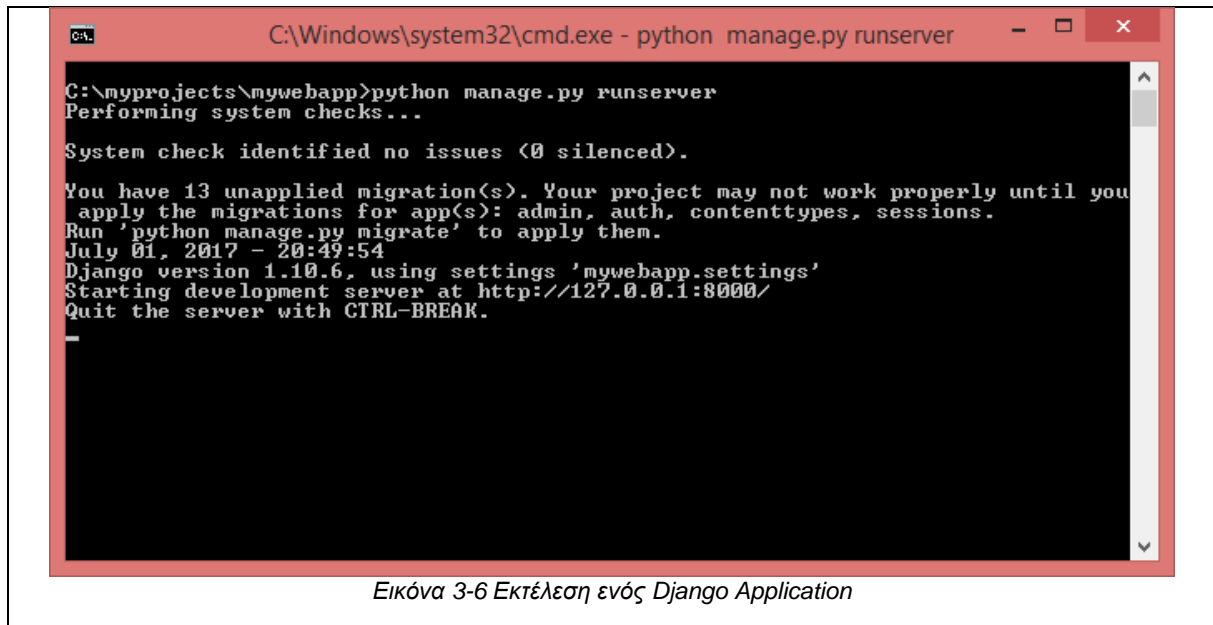 C:\Windows\system32\cmd.exe - python  manage.py runserver
C:\myprojects\mywebapp>python manage.py runserver
Performing system checks...
System check identified no issues (0 silenced).
You have 13 unapplied migration(s). Your project may not work properly until you
 apply the migrations for app(s): admin, auth, contenttypes, sessions.
Run 'python manage.py migrate' to apply them.
July 01, 2017 - 20:49:54
Django version 1.10.6, using settings 'mywebapp.settings'
Starting development server at http://127.0.0.1:8000/
Quit the server with CTRL-BREAK.
Εικόνα 3-6 Εκτέλεση ενός Django Application